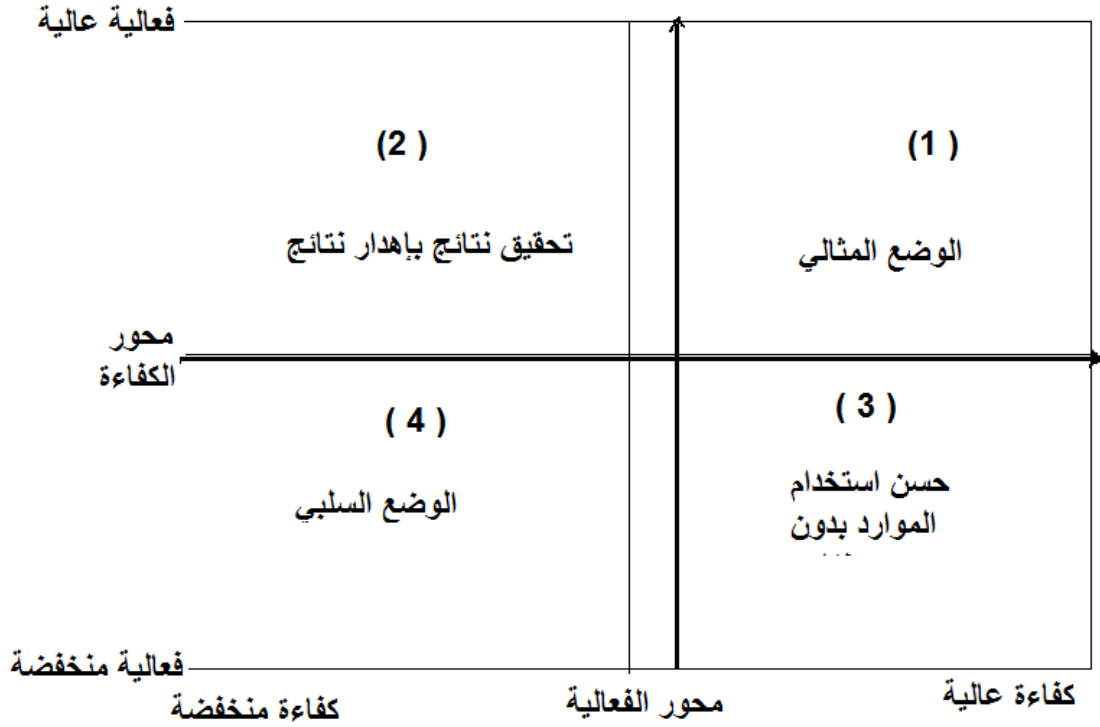 فعالية عالية
( 1)
( 2)
الوضع المثالي
تحقيق نتائج بإهدار نتائج
محور
الكفاءة
( 3 )
( 4 )
حسن استخدام
الموارد بدون
الوضع السلبي
فعالية منخفضة
كفاءة عالية
محور الفعالية
كفاءة منخفضة